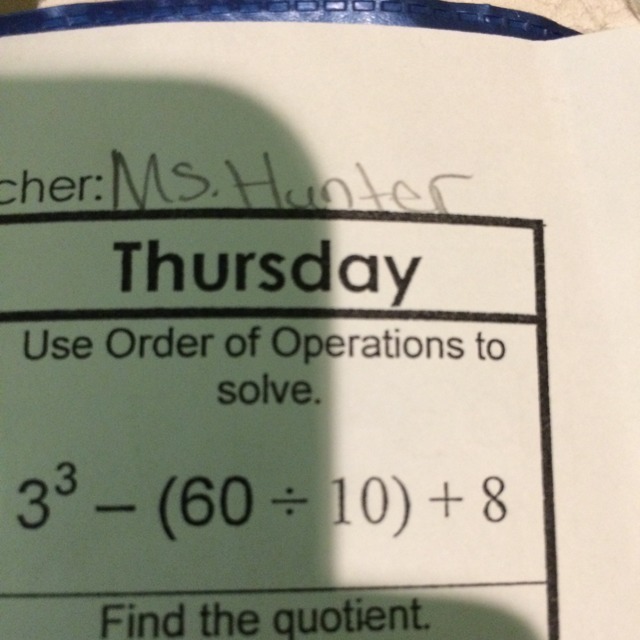 cher: Ms. Hunter
Thursday
Use Order of Operations to
solve.
3³ – (60 ÷ 10) + 8
Find the quotient.